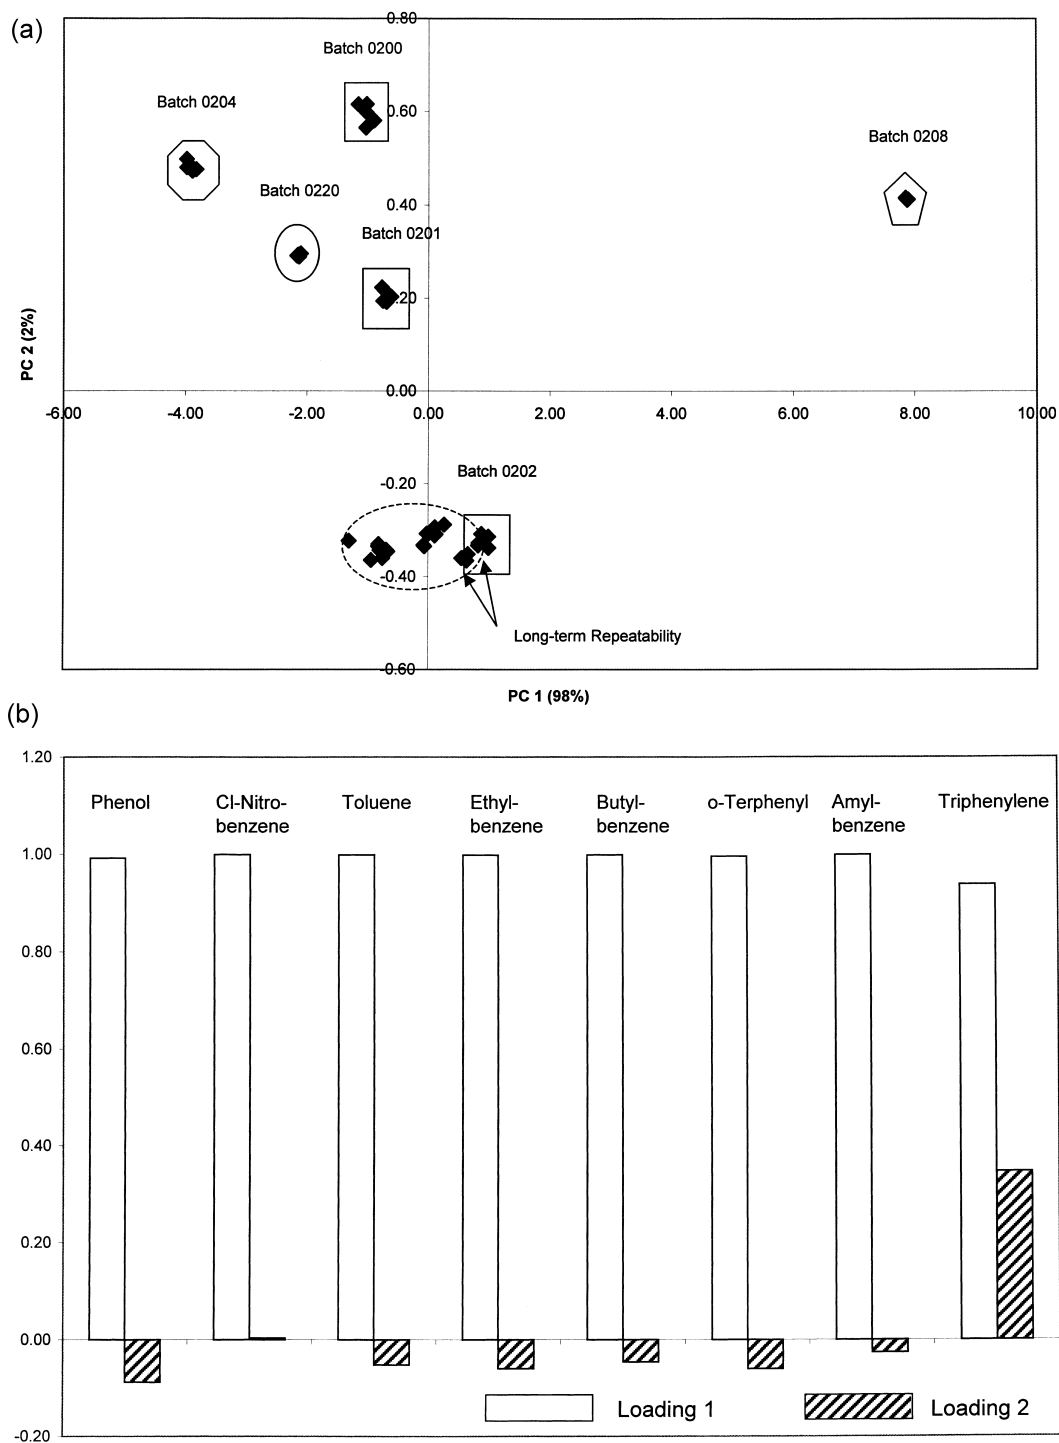 (a)
0.80
Batch 0200
Batch 0204
0.60
Batch 0208
Batch 0220
0.40
Batch 0201
0.20
PC 2 (2%)
0.00
-6.00 -4.00 -2.00 0.00 2.00 4.00 6.00 8.00 10.00
Batch 0202
-0.20
-0.40
Long-term Repeatability
-0.60
PC 1 (98%)
(b)
1.20
Phenol Cl-Nitro- Toluene Ethyl- Butyl- o-Terphenyl Amyl- Triphenylene
benzene benzene benzene benzene
1.00
0.80
0.60
0.40
0.20
0.00
Loading 1 Loading 2
-0.20